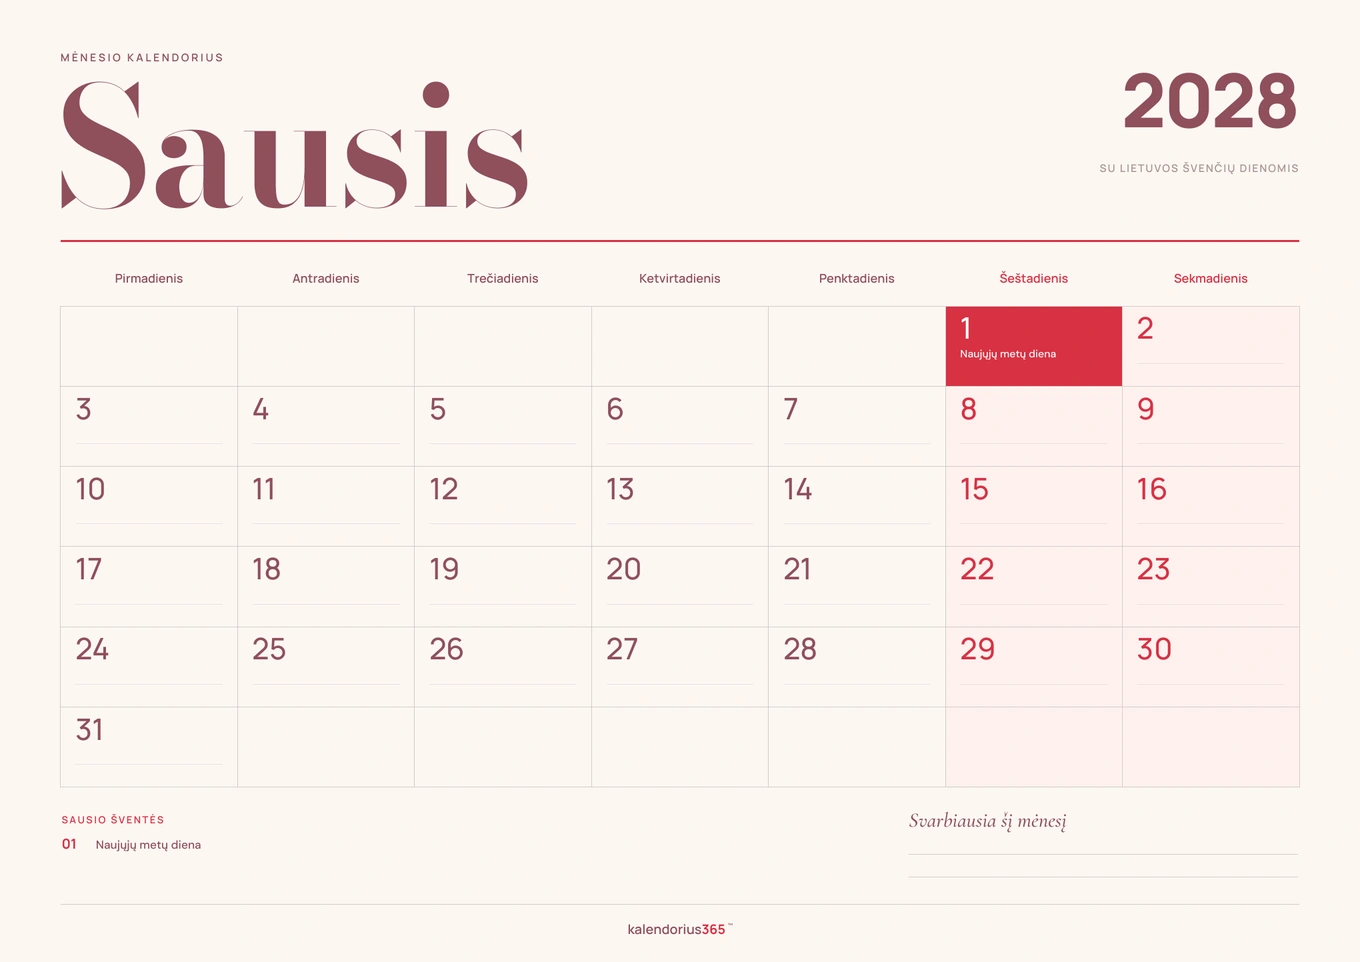 MĖNESIO KALENDORIUS
Sausis
2028
SU LIETUVOS ŠVENČIŲ DIENOMIS
Pirmadienis Antradienis Trečiadienis Ketvirtadienis Penktadienis Šeštadienis Sekmadienis
1 2
Naujųjų metų diena
3 4 5 6 7 8 9
10 11 12 13 14 15 16
17 18 19 20 21 22 23
24 25 26 27 28 29 30
31
SAUSIO ŠVENTĖS
01 Naujųjų metų diena
Svarbiausia šį mėnesį
kalendorius365™